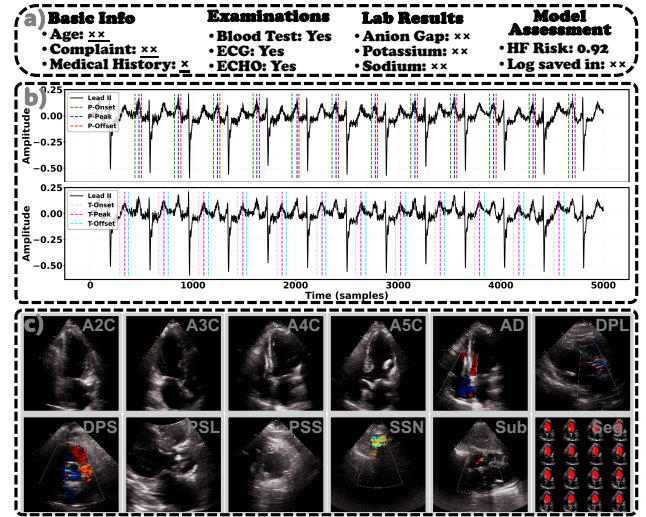 a)
Basic Info
• Age: ××
• Complaint: ××
• Medical History: ×
Examinations
• Blood Test: Yes
• ECG: Yes
• ECHO: Yes
Lab Results
• Anion Gap: ××
• Potassium: ××
• Sodium: ××
Model
Assessment
• HF Risk: 0.92
• Log saved in: ××
b)
Amplitude
0.25
0.00
−0.25
−0.50
Lead II
P-Onset
P-Peak
P-Offset
Amplitude
0.25
0.00
−0.25
−0.50
Lead II
T-Onset
T-Peak
T-Offset
0 1000 2000 3000 4000 5000
Time (samples)
c)
A2C A3C A4C A5C AD DPL
DPS PSL PSS SSN Sub Seg.